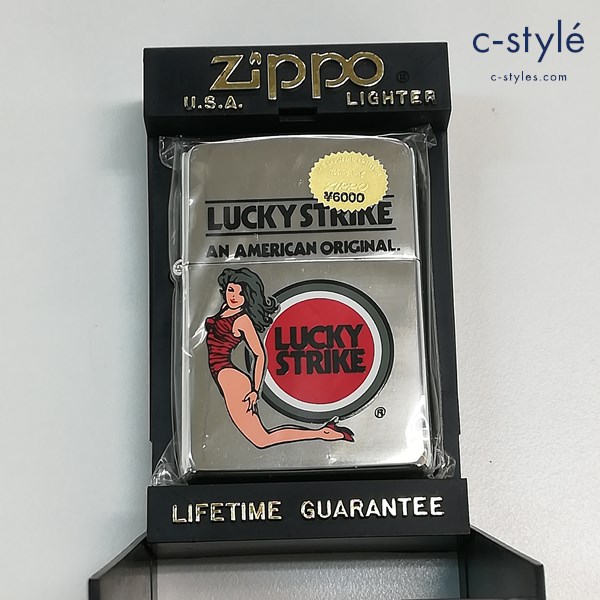 c-stylé
c-styles.com
zippo®
U.S.A. LIGHTER
¥6000
LUCKY STRIKE
AN AMERICAN ORIGINAL.
LUCKY
STRIKE
®
LIFETIME GUARANTEE